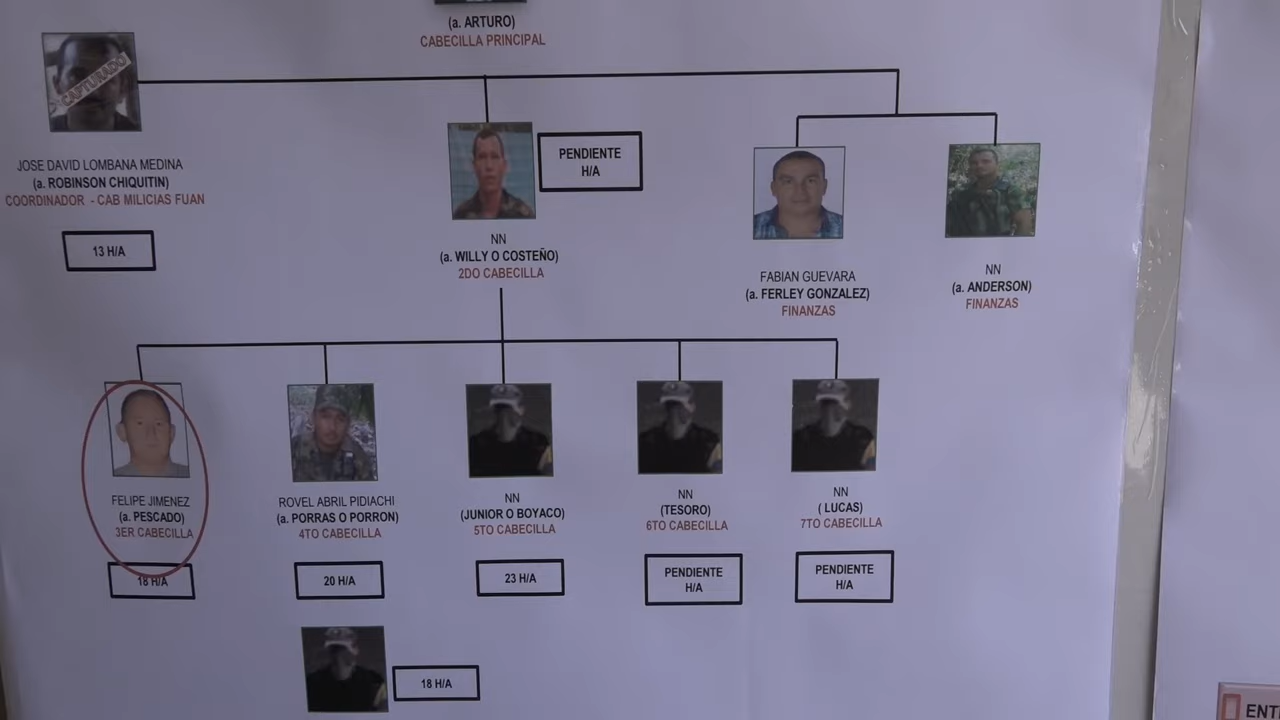 (a. ARTURO)
CABECILLA PRINCIPAL
CAPTURADO
JOSE DAVID LOMBANA MEDINA
(a. ROBINSON CHIQUITIN)
COORDINADOR - CAB MILICIAS FUAN
13 H/A
PENDIENTE
H/A
NN
(a. WILLY O COSTEÑO)
2DO CABECILLA
FABIAN GUEVARA
(a. FERLEY GONZALEZ)
FINANZAS
NN
(a. ANDERSON)
FINANZAS
FELIPE JIMENEZ
(a. PESCADO)
3ER CABECILLA
18 H/A
ROVEL ABRIL PIDIACHI
(a. PORRAS O PORRON)
4TO CABECILLA
20 H/A
NN
(JUNIOR O BOYACO)
5TO CABECILLA
23 H/A
NN
(TESORO)
6TO CABECILLA
PENDIENTE
H/A
NN
( LUCAS)
7TO CABECILLA
PENDIENTE
H/A
18 H/A
ENT